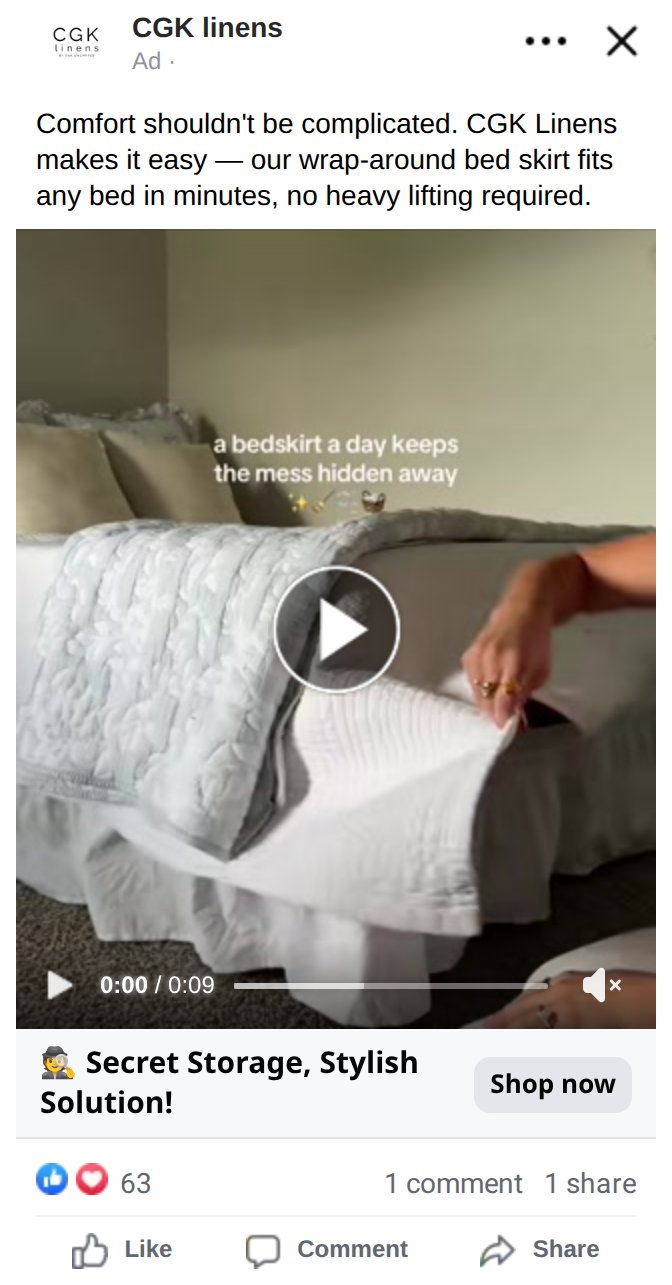 CGK linens
CGK
linens
Ad ·
Comfort shouldn't be complicated. CGK Linens
makes it easy — our wrap-around bed skirt fits
any bed in minutes, no heavy lifting required.
a bedskirt a day keeps
the mess hidden away
0:00 / 0:09
Secret Storage, Stylish
Solution!
Shop now
63
1 comment 1 share
Like Comment Share